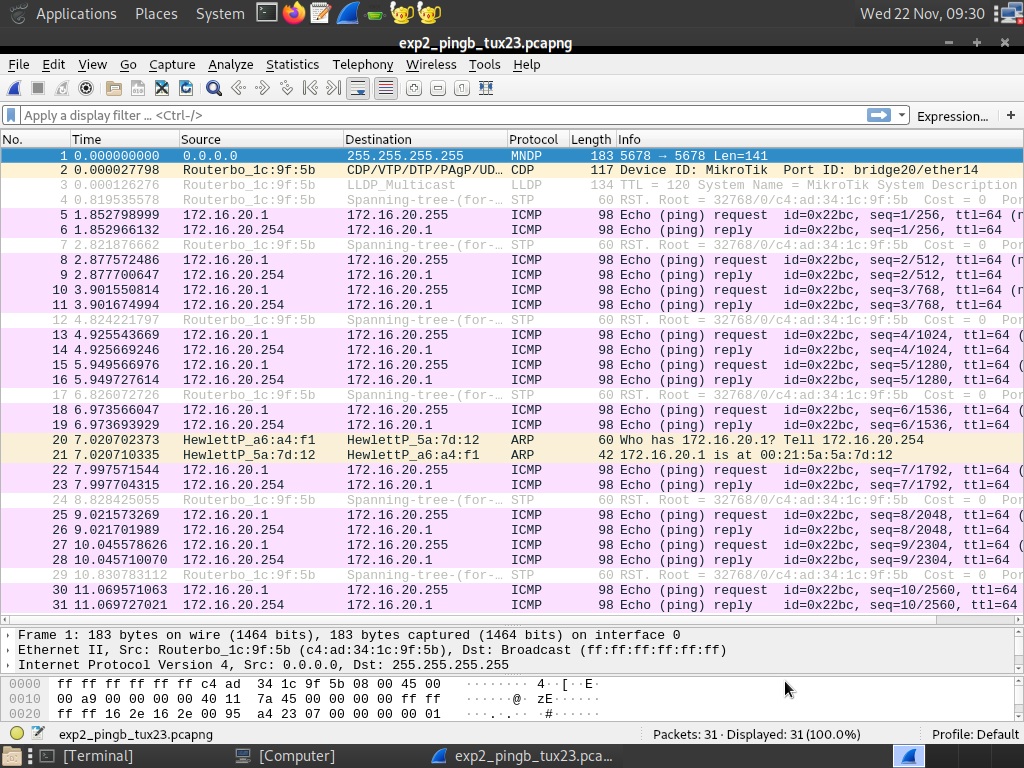 Applications Places System Wed 22 Nov, 09:30
exp2_pingb_tux23.pcapng
File Edit View Go Capture Analyze Statistics Telephony Wireless Tools Help
Apply a display filter ... <Ctrl-/> Expression... +
No. Time Source Destination Protocol Length Info
1 0.000000000 0.0.0.0 255.255.255.255 MNDP 183 5678 → 5678 Len=141
2 0.000027798 Routerbo_1c:9f:5b CDP/VTP/DTP/PAgP/UD… CDP 117 Device ID: MikroTik Port ID: bridge20/ether14
3 0.000126276 Routerbo_1c:9f:5b LLDP_Multicast LLDP 134 TTL = 120 System Name = MikroTik System Description
4 0.819535578 Routerbo_1c:9f:5b Spanning-tree-(for-… STP 60 RST. Root = 32768/0/c4:ad:34:1c:9f:5b Cost = 0 Por
5 1.852798999 172.16.20.1 172.16.20.255 ICMP 98 Echo (ping) request id=0x22bc, seq=1/256, ttl=64 (n
6 1.852966132 172.16.20.254 172.16.20.1 ICMP 98 Echo (ping) reply id=0x22bc, seq=1/256, ttl=64
7 2.821876662 Routerbo_1c:9f:5b Spanning-tree-(for-… STP 60 RST. Root = 32768/0/c4:ad:34:1c:9f:5b Cost = 0 Por
8 2.877572486 172.16.20.1 172.16.20.255 ICMP 98 Echo (ping) request id=0x22bc, seq=2/512, ttl=64 (n
9 2.877700647 172.16.20.254 172.16.20.1 ICMP 98 Echo (ping) reply id=0x22bc, seq=2/512, ttl=64
10 3.901550814 172.16.20.1 172.16.20.255 ICMP 98 Echo (ping) request id=0x22bc, seq=3/768, ttl=64 (n
11 3.901674994 172.16.20.254 172.16.20.1 ICMP 98 Echo (ping) reply id=0x22bc, seq=3/768, ttl=64
12 4.824221797 Routerbo_1c:9f:5b Spanning-tree-(for-… STP 60 RST. Root = 32768/0/c4:ad:34:1c:9f:5b Cost = 0 Por
13 4.925543669 172.16.20.1 172.16.20.255 ICMP 98 Echo (ping) request id=0x22bc, seq=4/1024, ttl=64 (
14 4.925669246 172.16.20.254 172.16.20.1 ICMP 98 Echo (ping) reply id=0x22bc, seq=4/1024, ttl=64
15 5.949566976 172.16.20.1 172.16.20.255 ICMP 98 Echo (ping) request id=0x22bc, seq=5/1280, ttl=64 (
16 5.949727614 172.16.20.254 172.16.20.1 ICMP 98 Echo (ping) reply id=0x22bc, seq=5/1280, ttl=64
17 6.826072726 Routerbo_1c:9f:5b Spanning-tree-(for-… STP 60 RST. Root = 32768/0/c4:ad:34:1c:9f:5b Cost = 0 Por
18 6.973566047 172.16.20.1 172.16.20.255 ICMP 98 Echo (ping) request id=0x22bc, seq=6/1536, ttl=64 (
19 6.973693929 172.16.20.254 172.16.20.1 ICMP 98 Echo (ping) reply id=0x22bc, seq=6/1536, ttl=64
20 7.020702373 HewlettP_a6:a4:f1 HewlettP_5a:7d:12 ARP 60 Who has 172.16.20.1? Tell 172.16.20.254
21 7.020710335 HewlettP_5a:7d:12 HewlettP_a6:a4:f1 ARP 42 172.16.20.1 is at 00:21:5a:5a:7d:12
22 7.997571544 172.16.20.1 172.16.20.255 ICMP 98 Echo (ping) request id=0x22bc, seq=7/1792, ttl=64 (
23 7.997704315 172.16.20.254 172.16.20.1 ICMP 98 Echo (ping) reply id=0x22bc, seq=7/1792, ttl=64
24 8.828425055 Routerbo_1c:9f:5b Spanning-tree-(for-… STP 60 RST. Root = 32768/0/c4:ad:34:1c:9f:5b Cost = 0 Por
25 9.021573269 172.16.20.1 172.16.20.255 ICMP 98 Echo (ping) request id=0x22bc, seq=8/2048, ttl=64 (
26 9.021701989 172.16.20.254 172.16.20.1 ICMP 98 Echo (ping) reply id=0x22bc, seq=8/2048, ttl=64
27 10.045578626 172.16.20.1 172.16.20.255 ICMP 98 Echo (ping) request id=0x22bc, seq=9/2304, ttl=64 (
28 10.045710070 172.16.20.254 172.16.20.1 ICMP 98 Echo (ping) reply id=0x22bc, seq=9/2304, ttl=64
29 10.830783112 Routerbo_1c:9f:5b Spanning-tree-(for-… STP 60 RST. Root = 32768/0/c4:ad:34:1c:9f:5b Cost = 0 Por
30 11.069571063 172.16.20.1 172.16.20.255 ICMP 98 Echo (ping) request id=0x22bc, seq=10/2560, ttl=64
31 11.069727021 172.16.20.254 172.16.20.1 ICMP 98 Echo (ping) reply id=0x22bc, seq=10/2560, ttl=64
Frame 1: 183 bytes on wire (1464 bits), 183 bytes captured (1464 bits) on interface 0
Ethernet II, Src: Routerbo_1c:9f:5b (c4:ad:34:1c:9f:5b), Dst: Broadcast (ff:ff:ff:ff:ff:ff)
Internet Protocol Version 4, Src: 0.0.0.0, Dst: 255.255.255.255
0000 ff ff ff ff ff ff c4 ad 34 1c 9f 5b 08 00 45 00 ········ 4··[··E·
0010 00 a9 00 00 00 00 40 11 7a 45 00 00 00 00 ff ff ······@· zE······
0020 ff ff 16 2e 16 2e 00 95 a4 23 07 00 00 00 00 01 ···.·.·· ·#······
exp2_pingb_tux23.pcapng Packets: 31 · Displayed: 31 (100.0%) Profile: Default
[Terminal] [Computer] exp2_pingb_tux23.pca...